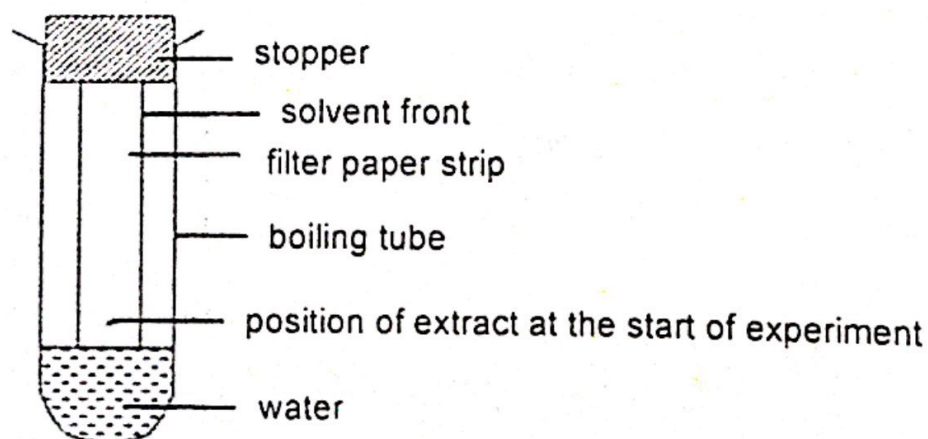 stopper
solvent front
filter paper strip
boiling tube
position of extract at the start of experiment
water